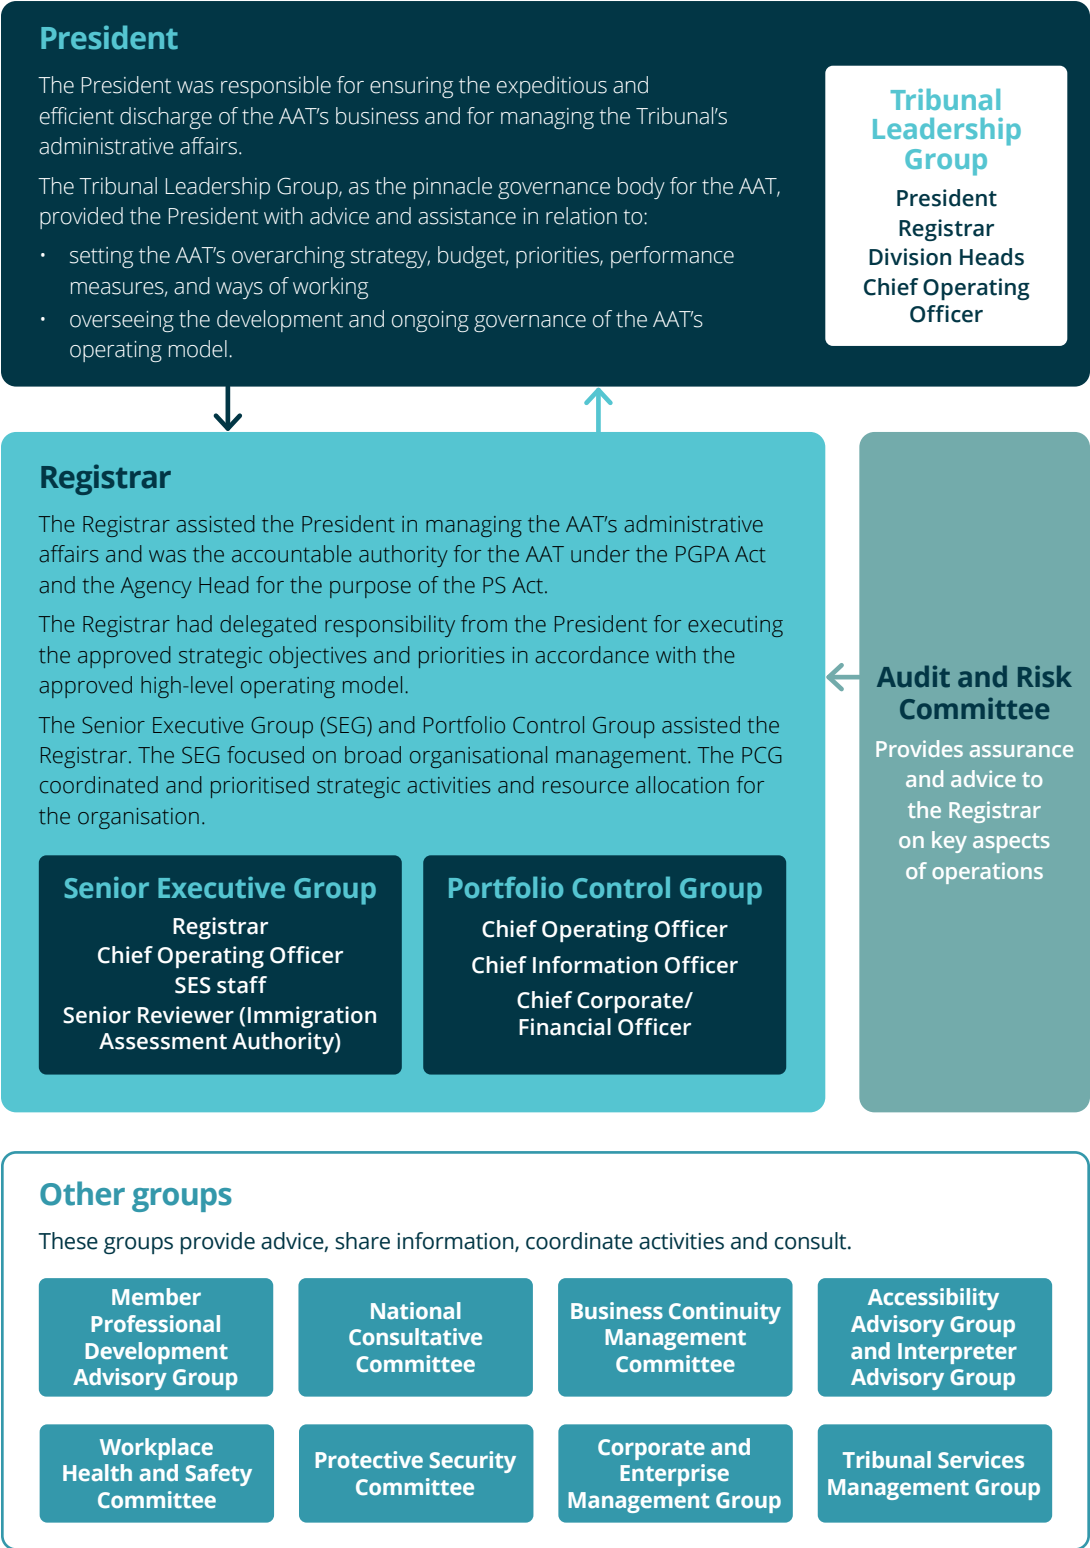 President
The President was responsible for ensuring the expeditious and
efficient discharge of the AAT's business and for managing the Tribunal's
administrative affairs.
The Tribunal Leadership Group, as the pinnacle governance body for the AAT,
provided the President with advice and assistance in relation to:
• setting the AAT's overarching strategy, budget, priorities, performance
measures, and ways of working
• overseeing the development and ongoing governance of the AAT's
operating model.
Tribunal
Leadership
Group
President
Registrar
Division Heads
Chief Operating
Officer
Registrar
The Registrar assisted the President in managing the AAT's administrative
affairs and was the accountable authority for the AAT under the PGPA Act
and the Agency Head for the purpose of the PS Act.
The Registrar had delegated responsibility from the President for executing
the approved strategic objectives and priorities in accordance with the
approved high-level operating model.
The Senior Executive Group (SEG) and Portfolio Control Group assisted the
Registrar. The SEG focused on broad organisational management. The PCG
coordinated and prioritised strategic activities and resource allocation for
the organisation.
Senior Executive Group
Registrar
Chief Operating Officer
SES staff
Senior Reviewer (Immigration
Assessment Authority)
Portfolio Control Group
Chief Operating Officer
Chief Information Officer
Chief Corporate/
Financial Officer
Audit and Risk
Committee
Provides assurance
and advice to
the Registrar
on key aspects
of operations
Other groups
These groups provide advice, share information, coordinate activities and consult.
Member
Professional
Development
Advisory Group
National
Consultative
Committee
Business Continuity
Management
Committee
Accessibility
Advisory Group
and Interpreter
Advisory Group
Workplace
Health and Safety
Committee
Protective Security
Committee
Corporate and
Enterprise
Management Group
Tribunal Services
Management Group